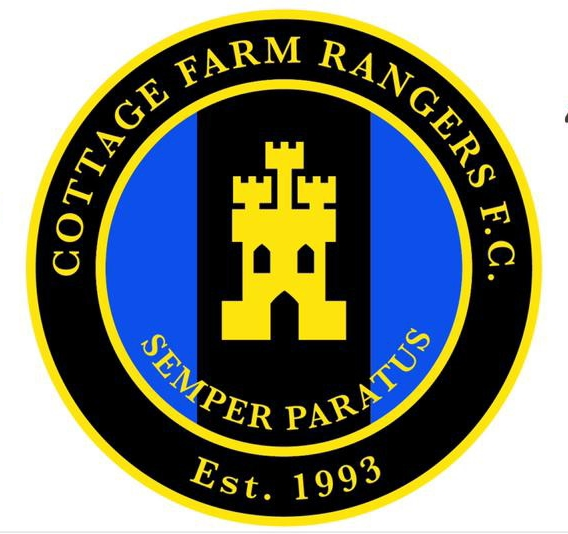 COTTAGE FARM RANGERS F.C.
SEMPER PARATUS
Est. 1993